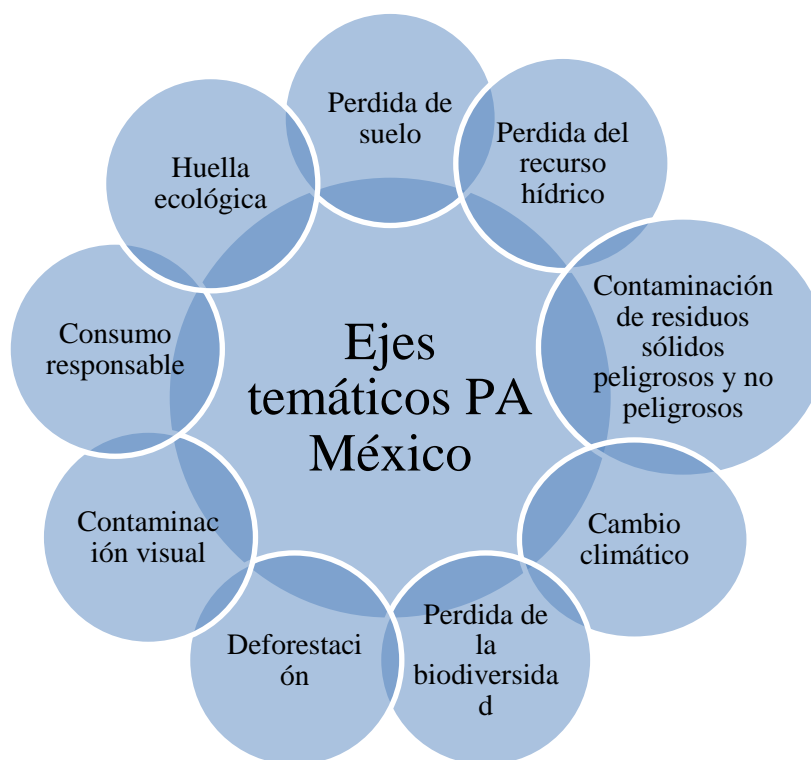 Perdida de
suelo
Perdida del
recurso
hídrico
Contaminación
de residuos
sólidos
peligrosos y no
peligrosos
Cambio
climático
Perdida de
la
biodiversida
d
Deforestaci
ón
Contaminac
ión visual
Consumo
responsable
Huella
ecológica
Ejes
temáticos PA
México